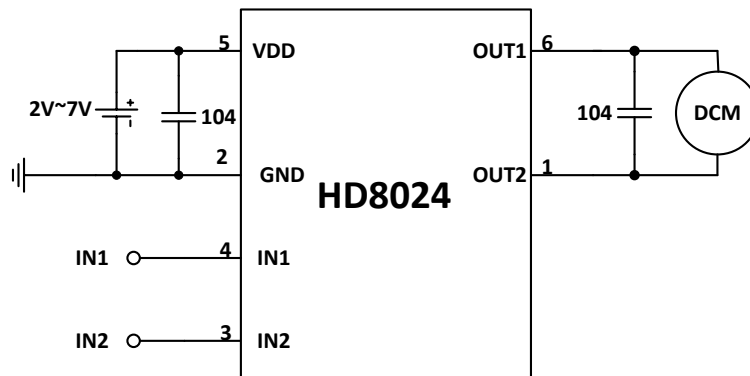 5 VDD OUT1 6
2V~7V + - 104 104 DCM
2 GND OUT2 1
HD8024
IN1 4 IN1
IN2 3 IN2